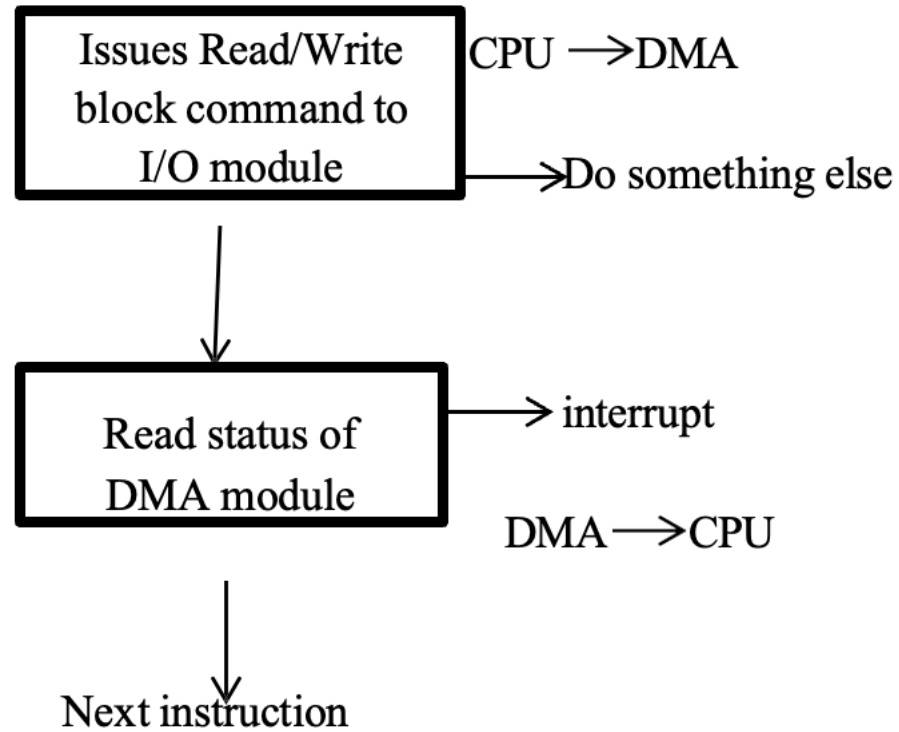 Issues Read/Write
block command to
I/O module
CPU → DMA
Do something else
Read status of
DMA module
interrupt
DMA → CPU
Next instruction